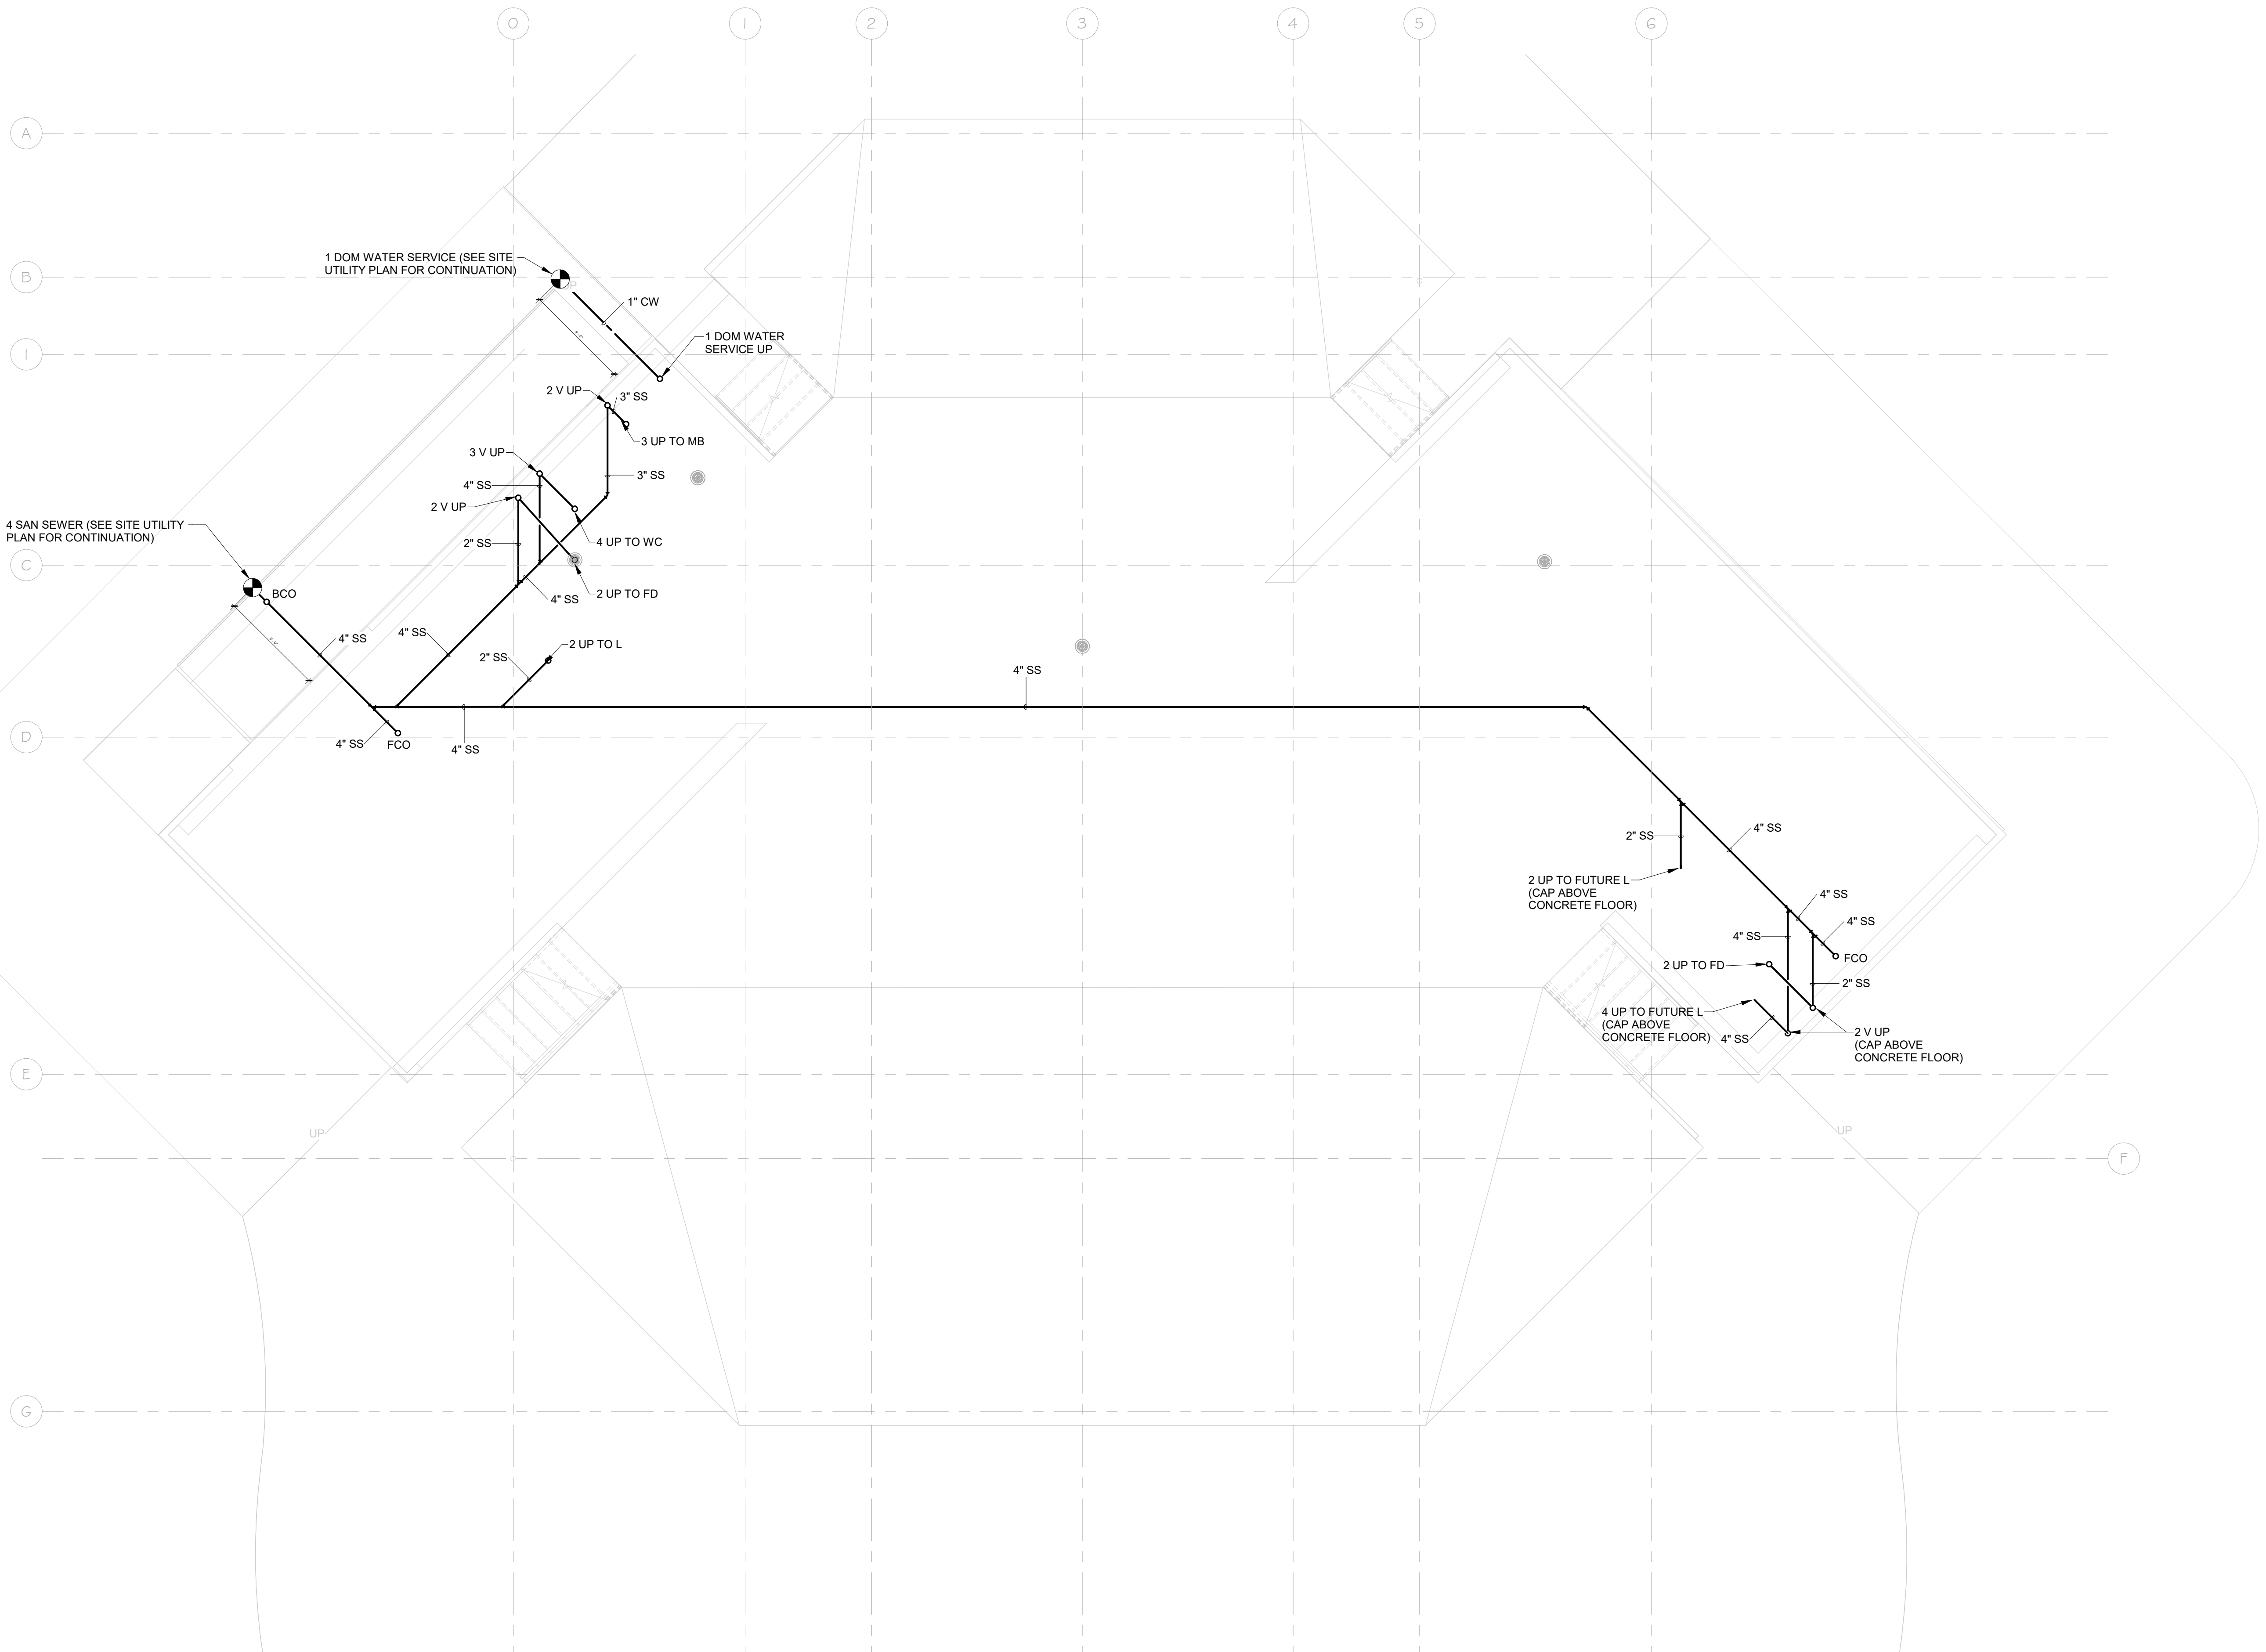 0
1
2
3
4
5
6
A
B
1 DOM WATER SERVICE (SEE SITE
UTILITY PLAN FOR CONTINUATION)
UP
1" CW
I
1 DOM WATER
SERVICE UP
2 V UP
3" SS
3 UP TO MB
3 V UP
3" SS
4" SS
2 V UP
4 SAN SEWER (SEE SITE UTILITY
PLAN FOR CONTINUATION)
2" SS
4 UP TO WC
C
BCO
4" SS
2 UP TO FD
4" SS
4" SS
2" SS
2 UP TO L
4" SS
D
4" SS
FCO
4" SS
2" SS
4" SS
2 UP TO FUTURE L
(CAP ABOVE
CONCRETE FLOOR)
4" SS
4" SS
4" SS
FCO
2 UP TO FD
2" SS
4 UP TO FUTURE L
(CAP ABOVE
CONCRETE FLOOR)
4" SS
2 V UP
(CAP ABOVE
CONCRETE FLOOR)
E
UP
UP
F
G